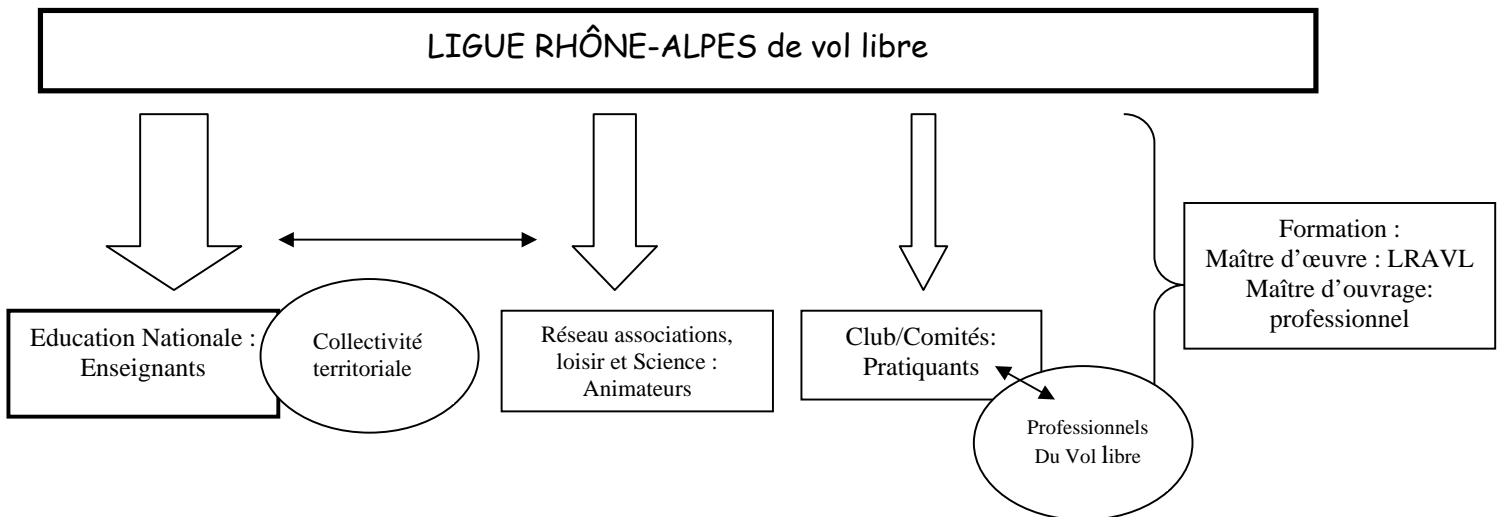 LIGUE RHÔNE-ALPES de vol libre
Education Nationale :
Enseignants
Collectivité
territoriale
Réseau associations,
loisir et Science :
Animateurs
Club/Comités:
Pratiquants
Professionnels
Du Vol libre
Formation :
Maître d’œuvre : LRAVL
Maître d’ouvrage:
professionnel